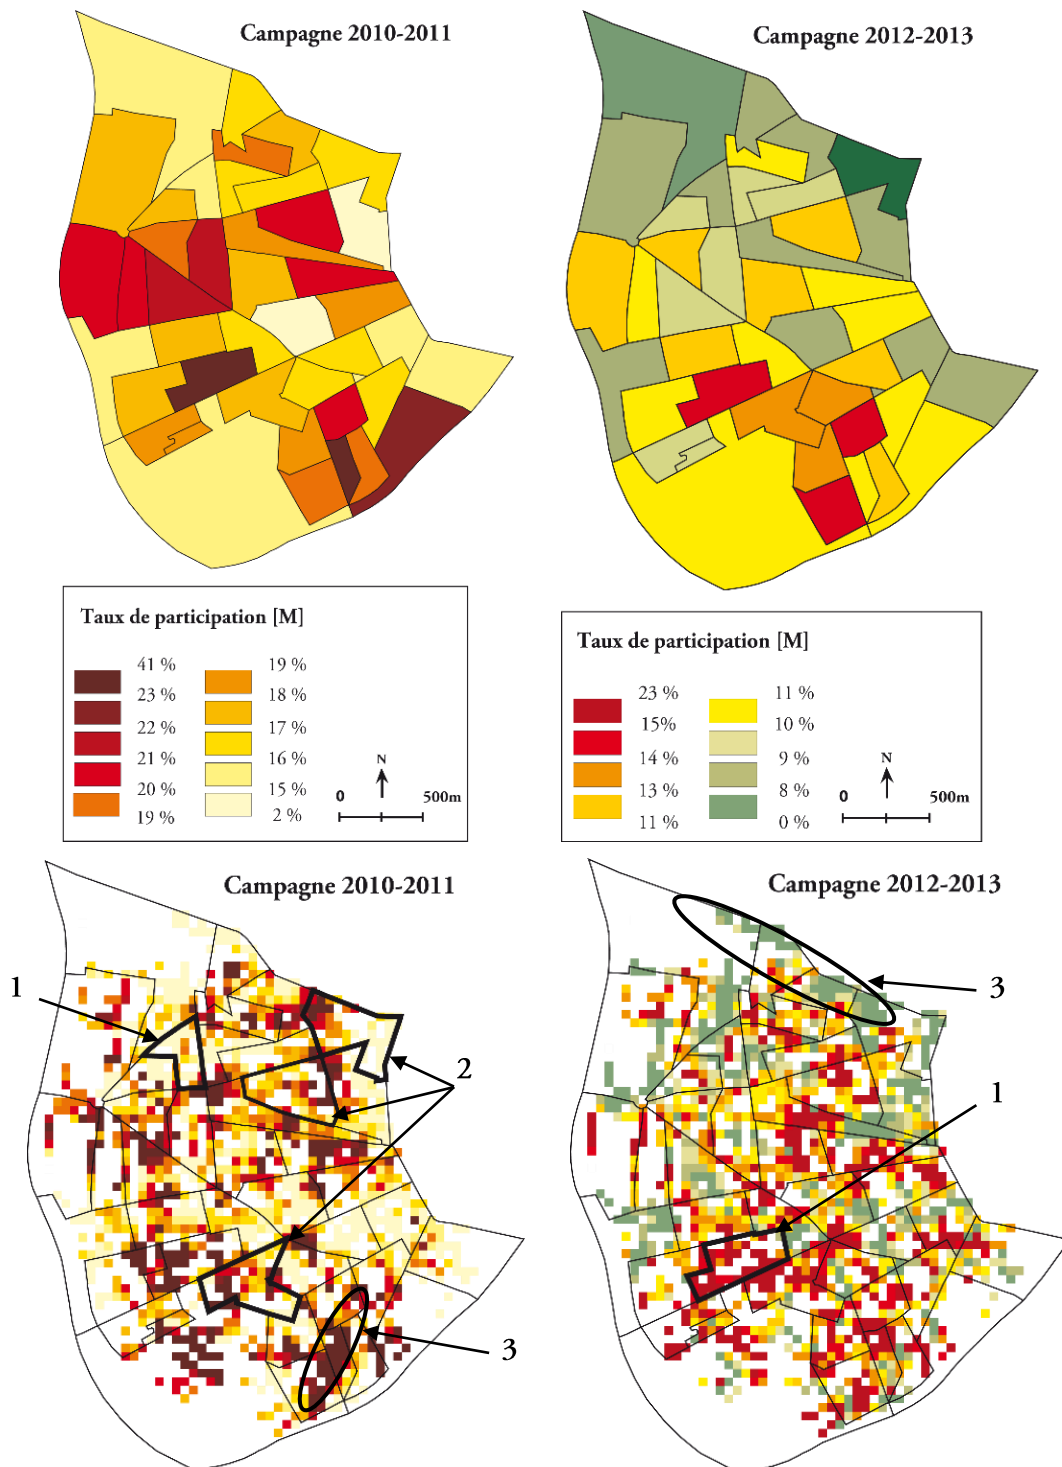 Campagne 2010-2011
Campagne 2012-2013
Taux de participation [M]
41 %
23 %
22 %
21 %
20 %
19 %
19 %
18 %
17 %
16 %
15 %
2 %
N
0 500m
Taux de participation [M]
23 %
15%
14 %
13 %
11 %
11 %
10 %
9 %
8 %
0 %
N
0 500m
Campagne 2010-2011
1
2
3
Campagne 2012-2013
3
1